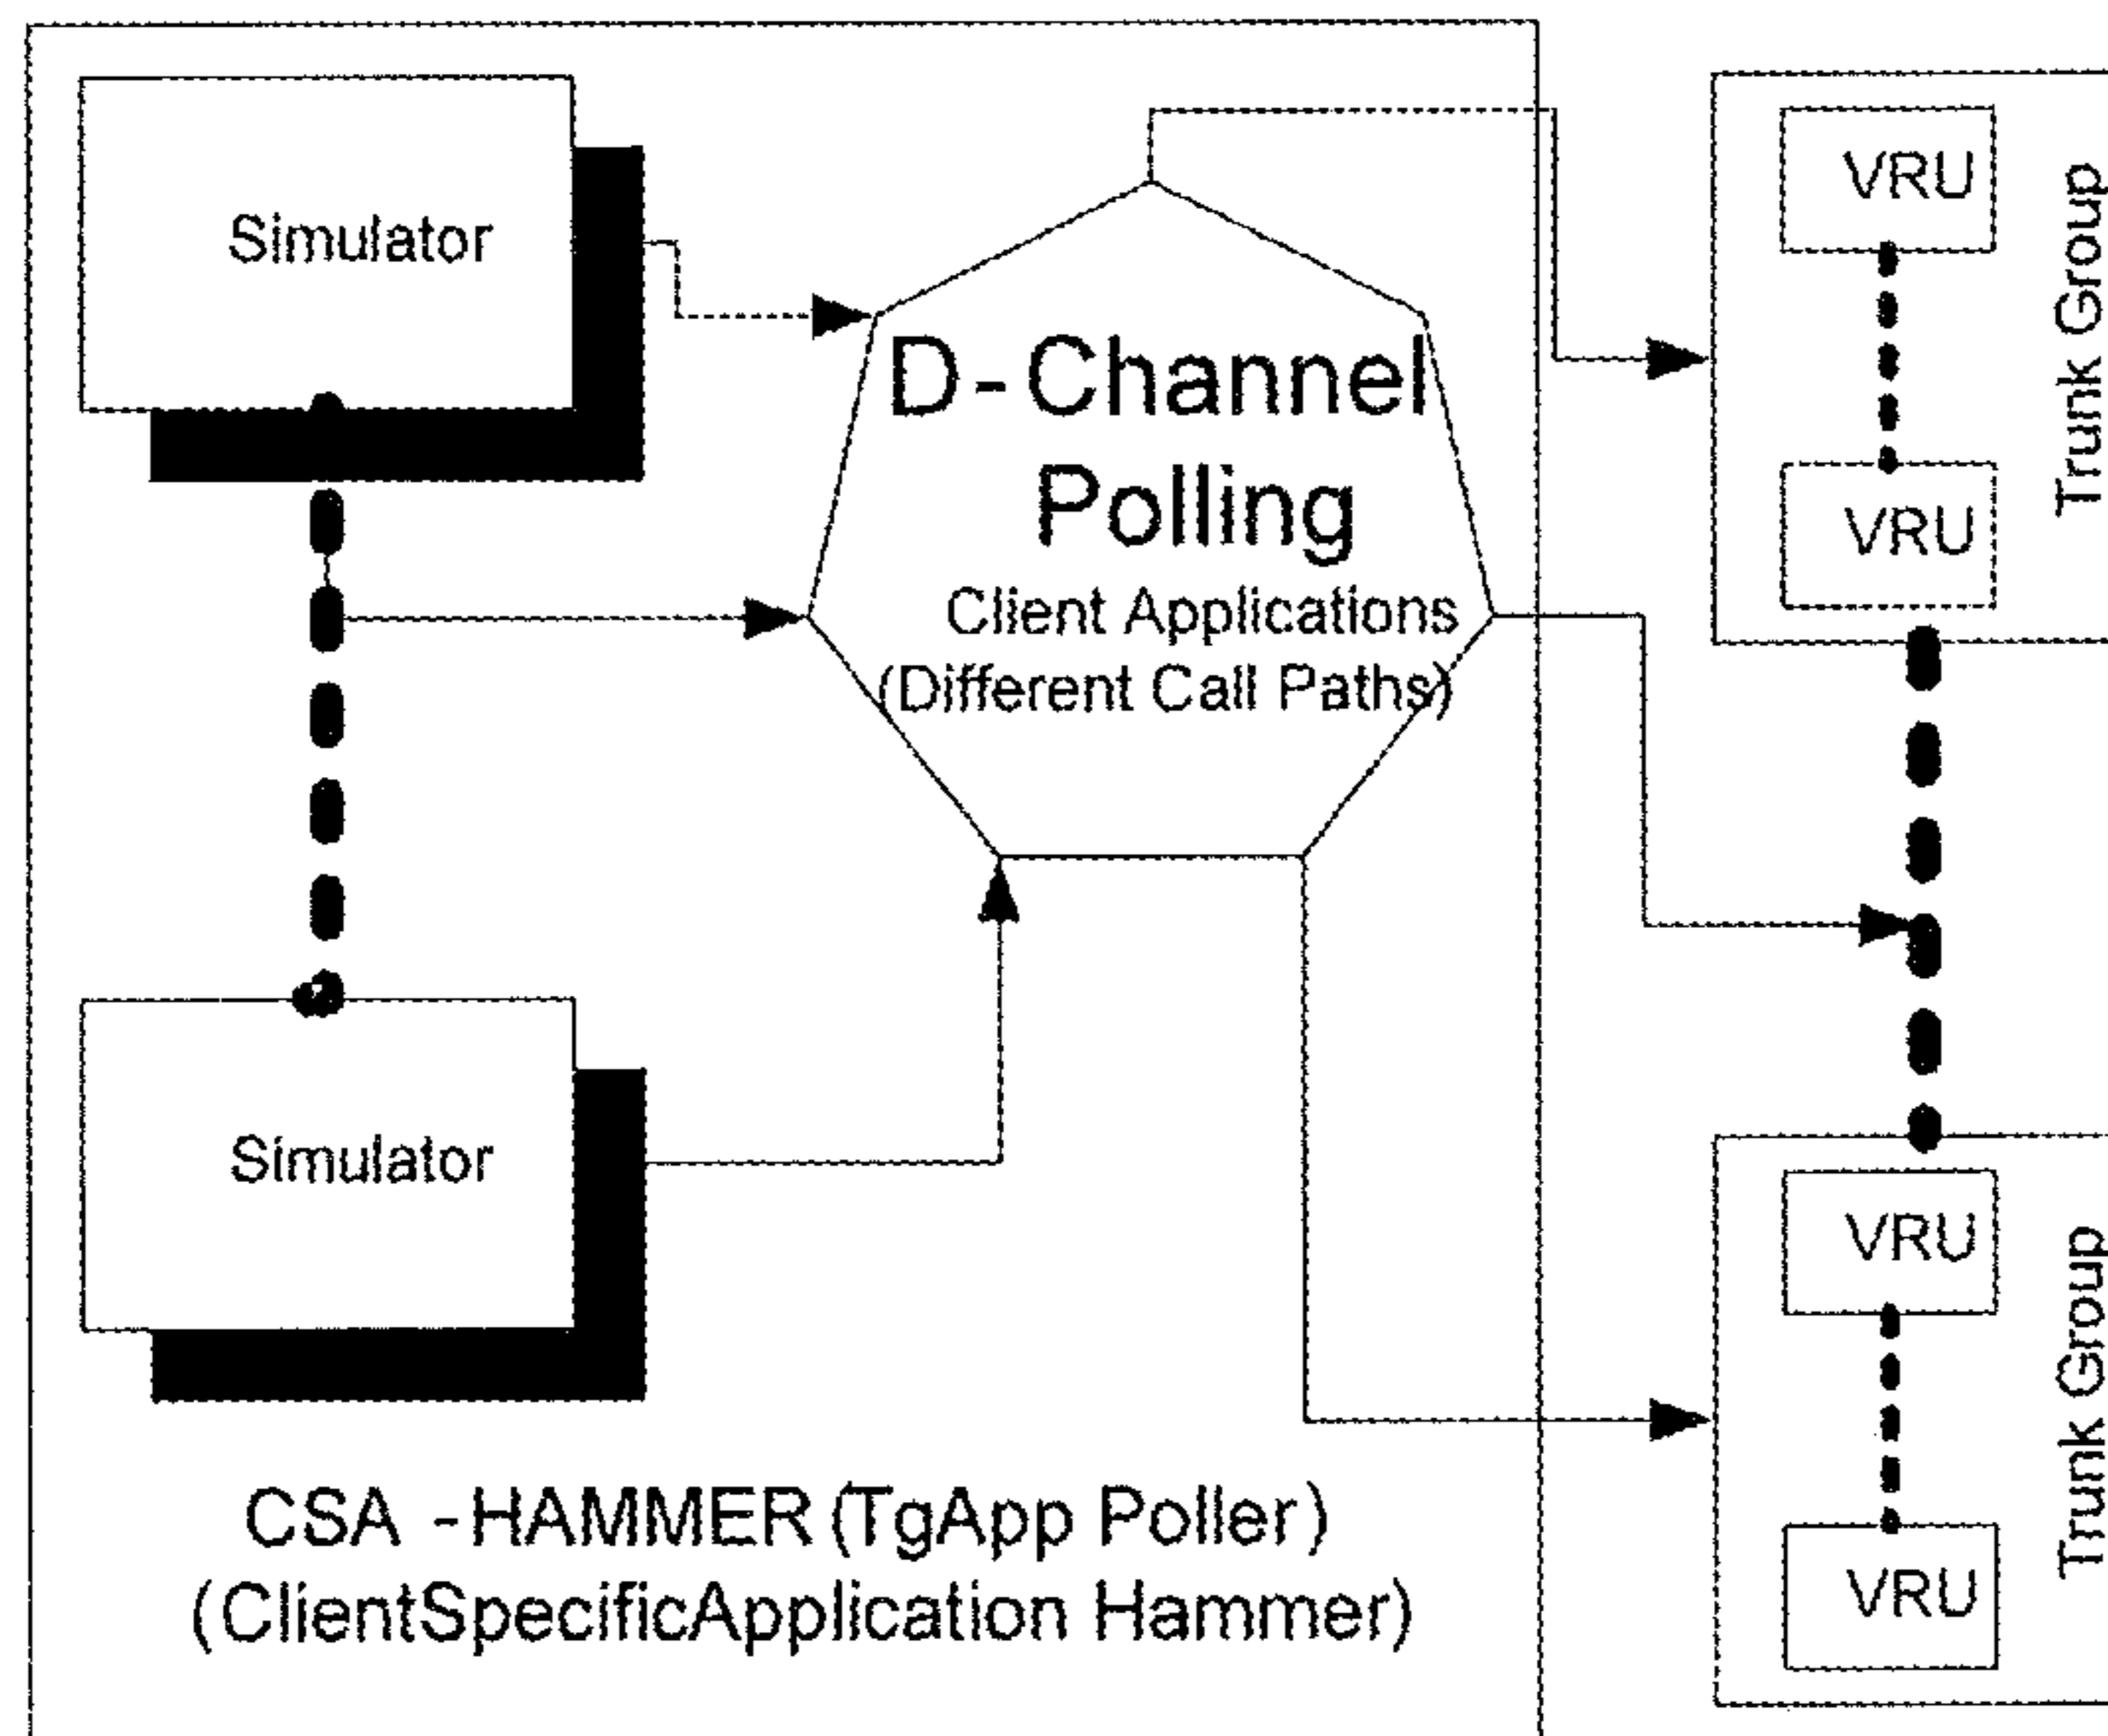 Simulator
D-Channel
Polling
Client Applications
(Different Call Paths)
Simulator
CSA -HAMMER (TgApp Poller)
(ClientSpecificApplication Hammer)
VRU
VRU
Trunk Group
VRU
VRU
Trunk Group